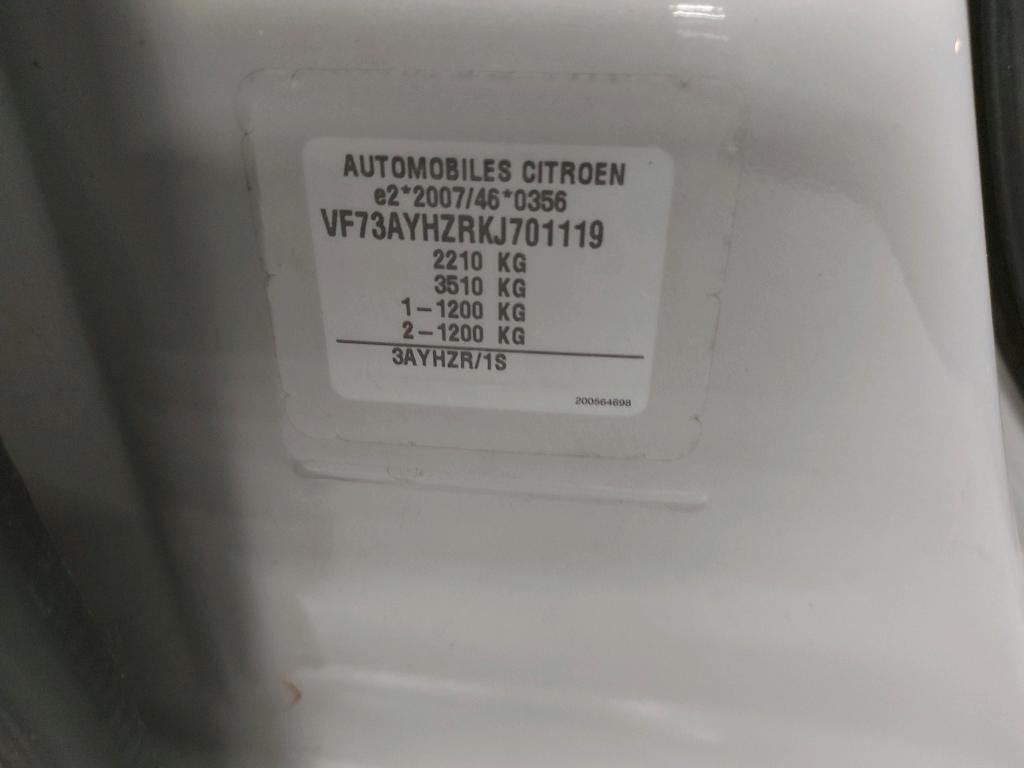 AUTOMOBILES CITROEN
e2*2007/46*0356
VF73AYHZRKJ701119
2210 KG
3510 KG
1-1200 KG
2-1200 KG
3AYHZR/1S
200564698